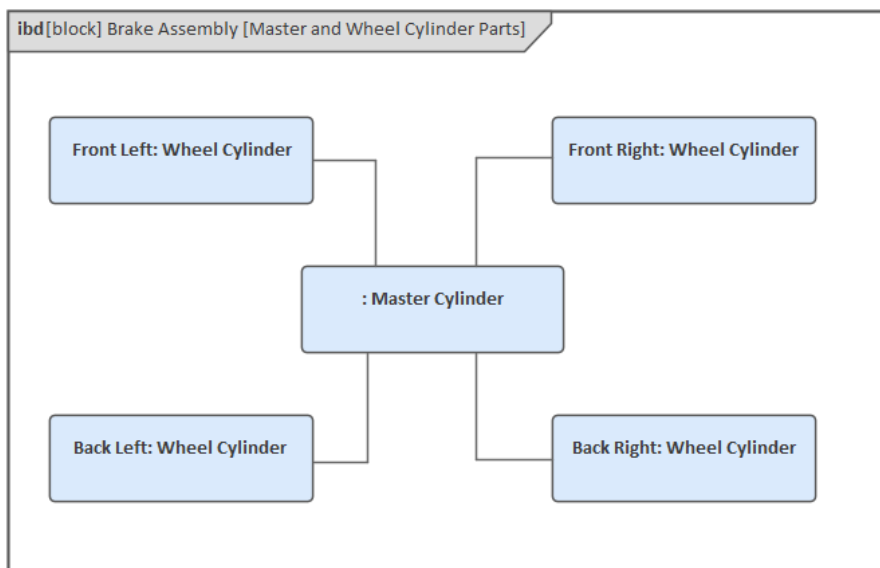 ibd [block] Brake Assembly [Master and Wheel Cylinder Parts]
Front Left: Wheel Cylinder
Front Right: Wheel Cylinder
: Master Cylinder
Back Left: Wheel Cylinder
Back Right: Wheel Cylinder